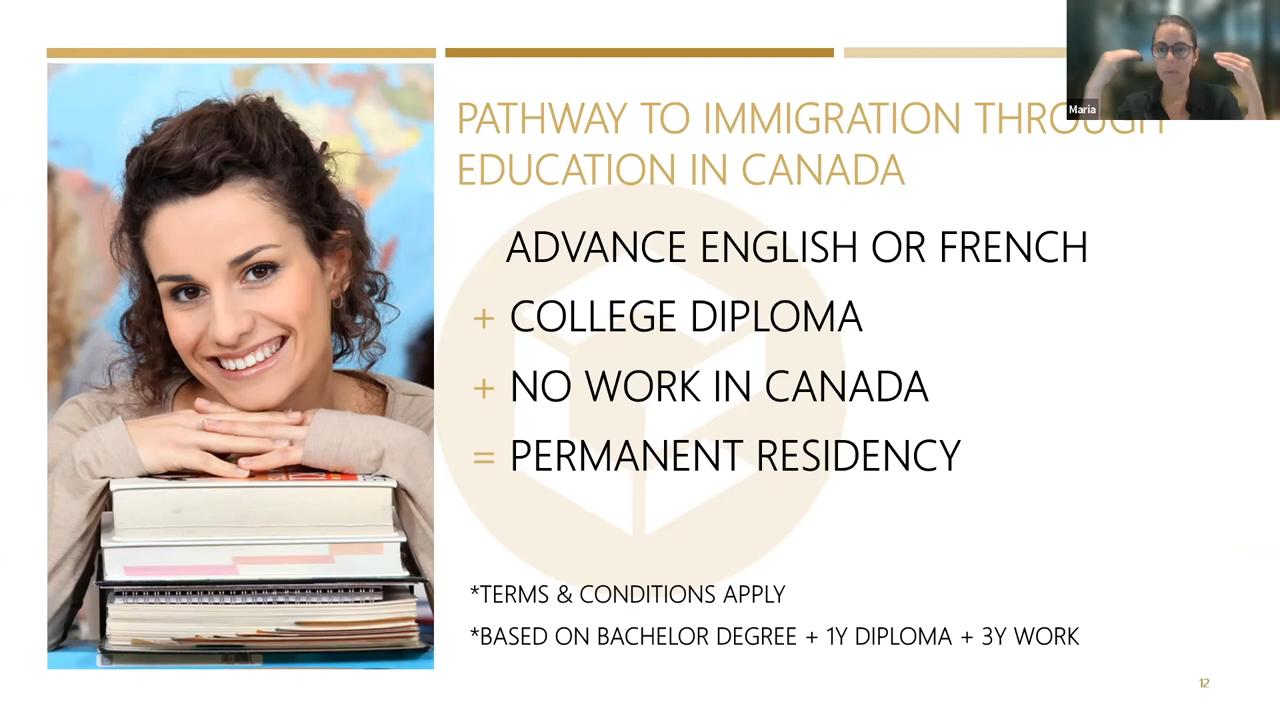 Maria
PATHWAY TO IMMIGRATION THROUGH
EDUCATION IN CANADA
ADVANCE ENGLISH OR FRENCH
+ COLLEGE DIPLOMA
+ NO WORK IN CANADA
= PERMANENT RESIDENCY
*TERMS & CONDITIONS APPLY
*BASED ON BACHELOR DEGREE + 1Y DIPLOMA + 3Y WORK
12